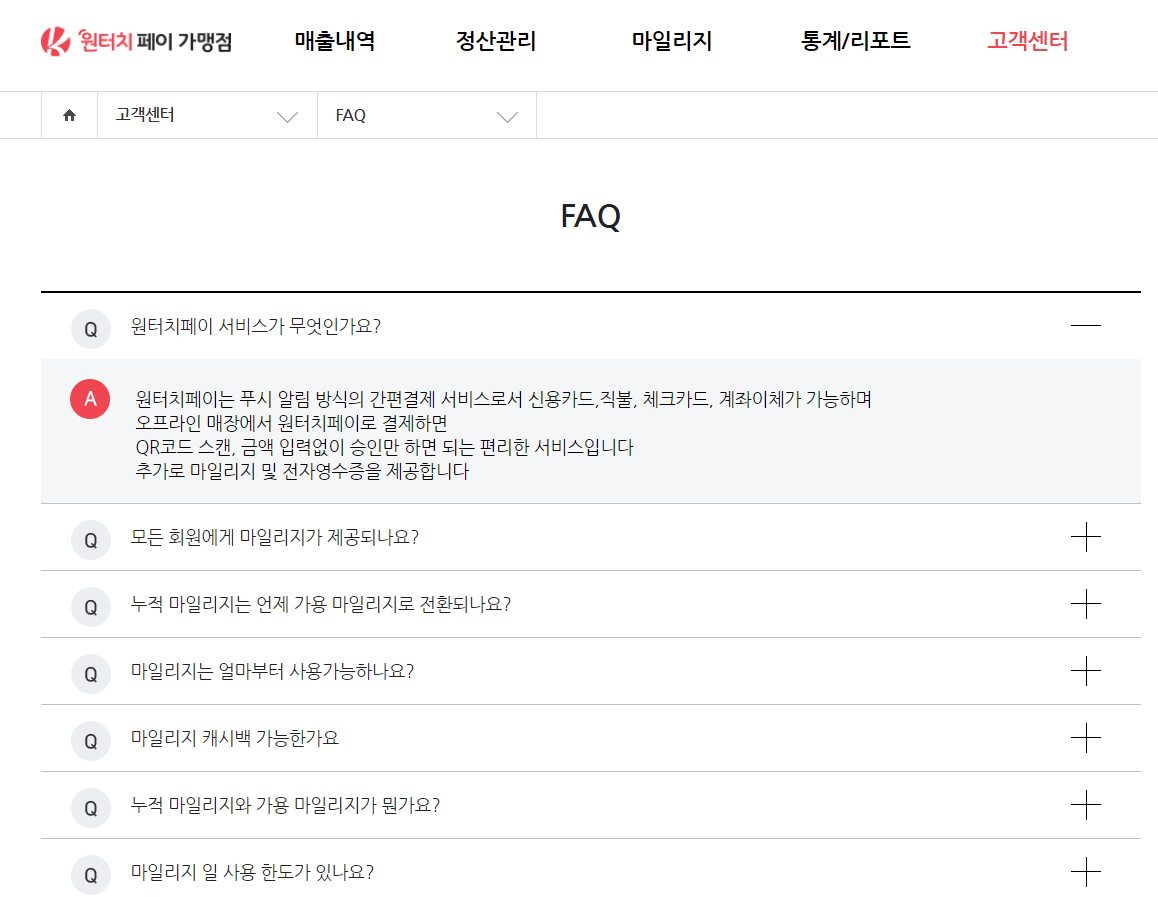 원터치 페이 가맹점
매출내역
정산관리
마일리지
통계/리포트
고객센터
고객센터
FAQ
FAQ
Q 원터치페이 서비스가 무엇인가요?
A 원터치페이는 푸시 알림 방식의 간편결제 서비스로서 신용카드,직불, 체크카드, 계좌이체가 가능하며
오프라인 매장에서 원터치페이로 결제하면
QR코드 스캔, 금액 입력없이 승인만 하면 되는 편리한 서비스입니다
추가로 마일리지 및 전자영수증을 제공합니다
Q 모든 회원에게 마일리지가 제공되나요?
Q 누적 마일리지는 언제 가용 마일리지로 전환되나요?
Q 마일리지는 얼마부터 사용가능하나요?
Q 마일리지 캐시백 가능한가요
Q 누적 마일리지와 가용 마일리지가 뭔가요?
Q 마일리지 일 사용 한도가 있나요?